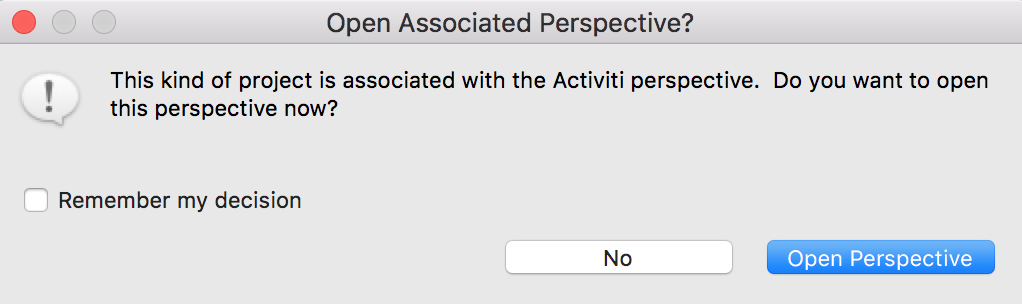 Open Associated Perspective?
This kind of project is associated with the Activiti perspective.  Do you want to open
this perspective now?
Remember my decision
No
Open Perspective